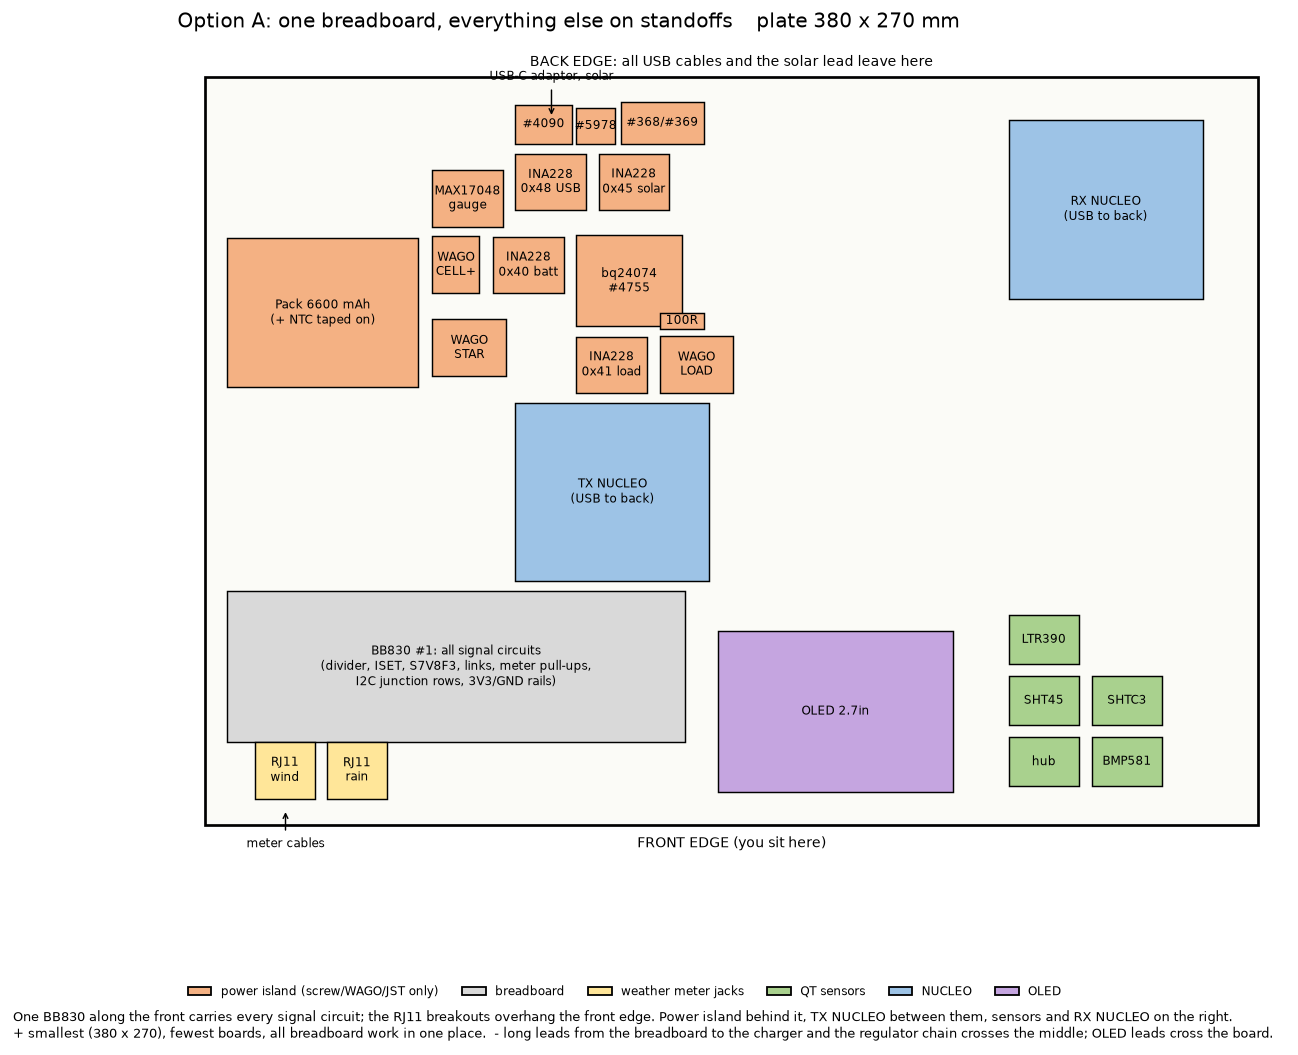 Option A: one breadboard, everything else on standoffs    plate 380 x 270 mm
BACK EDGE: all USB cables and the solar lead leave here
USB-C adapter, solar
#4090
#5978
#368/#369
INA228
0x48 USB
INA228
0x45 solar
MAX17048
gauge
RX NUCLEO
(USB to back)
WAGO
CELL+
INA228
0x40 batt
bq24074
#4755
Pack 6600 mAh
(+ NTC taped on)
100R
WAGO
STAR
INA228
0x41 load
WAGO
LOAD
TX NUCLEO
(USB to back)
BB830 #1: all signal circuits
(divider, ISET, S7V8F3, links, meter pull-ups,
I2C junction rows, 3V3/GND rails)
OLED 2.7in
LTR390
SHT45
SHTC3
hub
BMP581
RJ11
wind
RJ11
rain
meter cables
FRONT EDGE (you sit here)
power island (screw/WAGO/JST only)
breadboard
weather meter jacks
QT sensors
NUCLEO
OLED
One BB830 along the front carries every signal circuit; the RJ11 breakouts overhang the front edge. Power island behind it, TX NUCLEO between them, sensors and RX NUCLEO on the right.
+ smallest (380 x 270), fewest boards, all breadboard work in one place.  - long leads from the breadboard to the charger and the regulator chain crosses the middle; OLED leads cross the board.